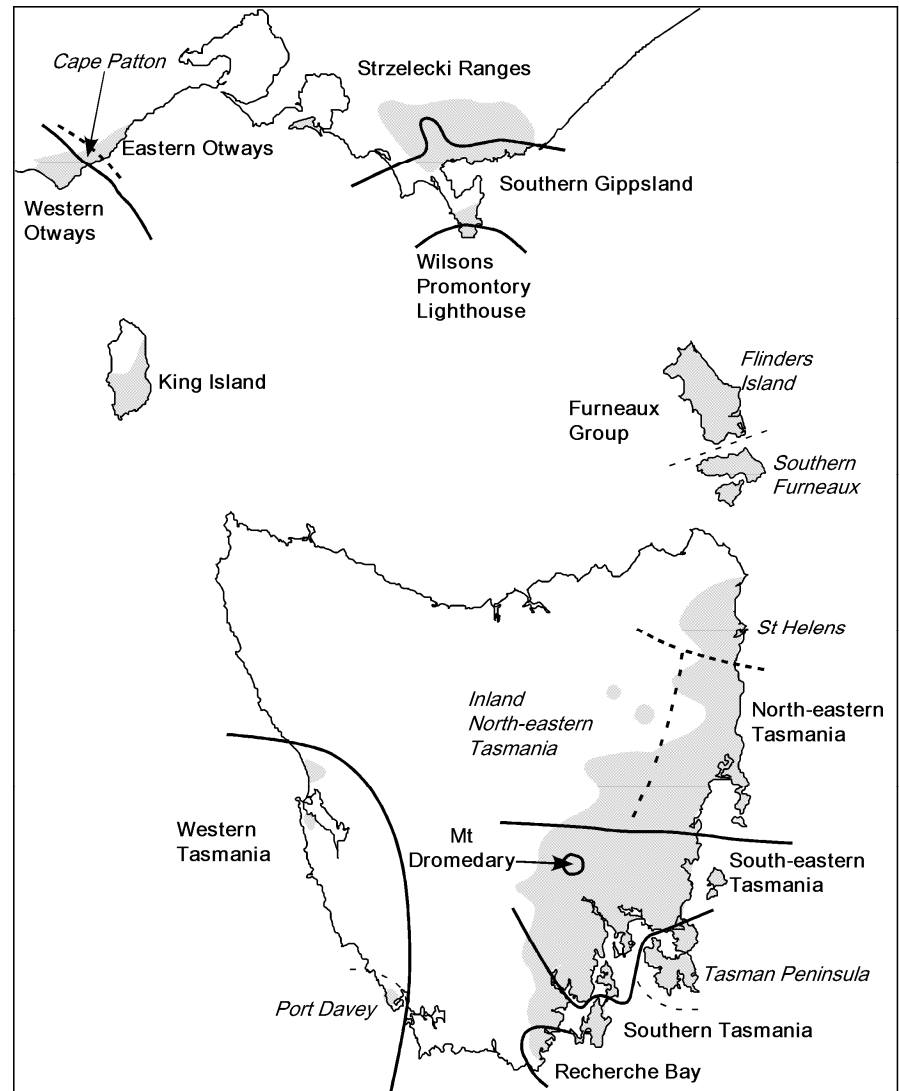 Cape Patton
Strzelecki Ranges
Eastern Otways
Southern Gippsland
Western
Otways
Wilsons
Promontory
Lighthouse
King Island
Flinders
Island
Furneaux
Group
Southern
Furneaux
St Helens
Inland
North-eastern
Tasmania
North-eastern
Tasmania
Western
Tasmania
Mt
Dromedary
South-eastern
Tasmania
Tasman Peninsula
Port Davey
Southern Tasmania
Recherche Bay